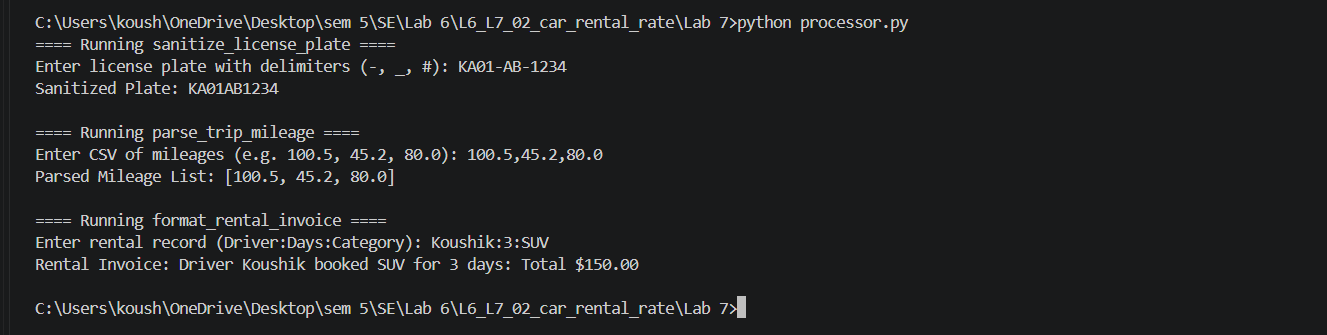 C:\Users\koush\OneDrive\Desktop\sem 5\SE\Lab 6\L6_L7_02_car_rental_rate\Lab 7>python processor.py
==== Running sanitize_license_plate ====
Enter license plate with delimiters (-, _, #): KA01-AB-1234
Sanitized Plate: KA01AB1234
==== Running parse_trip_mileage ====
Enter CSV of mileages (e.g. 100.5, 45.2, 80.0): 100.5,45.2,80.0
Parsed Mileage List: [100.5, 45.2, 80.0]
==== Running format_rental_invoice ====
Enter rental record (Driver:Days:Category): Koushik:3:SUV
Rental Invoice: Driver Koushik booked SUV for 3 days: Total $150.00
C:\Users\koush\OneDrive\Desktop\sem 5\SE\Lab 6\L6_L7_02_car_rental_rate\Lab 7>